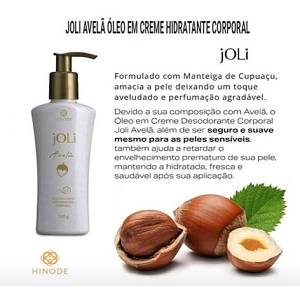 JOLI AVELÃ ÓLEO EM CREME HIDRATANTE CORPORAL
jOLi
Formulado com Manteiga de Cupuaçu,
amacia a pele deixando um toque
aveludado e perfumação agradável.
Devido a sua composição com Avelã, o
Óleo em Creme Desodorante Corporal
Joli Avelã, além de ser seguro e suave
mesmo para as peles sensíveis,
também ajuda a retardar o
envelhecimento prematuro de sua pele,
mantendo a hidratada, fresca e
saudável após sua aplicação.
HINODE
jOLi
Avelã
HINODE